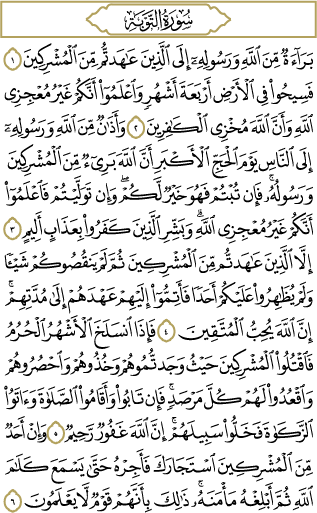 سُورَةُ التَّوْبَةِ
بَرَآءَةٌ مِّنَ ٱللَّهِ وَرَسُولِهِۦٓ إِلَى ٱلَّذِينَ عَٰهَدتُّم مِّنَ ٱلْمُشْرِكِينَ ١
فَسِيحُوا۟ فِى ٱلْأَرْضِ أَرْبَعَةَ أَشْهُرٍ وَٱعْلَمُوٓا۟ أَنَّكُمْ غَيْرُ مُعْجِزِى
ٱللَّهِ وَأَنَّ ٱللَّهَ مُخْزِى ٱلْكَٰفِرِينَ ٢ وَأَذَٰنٌ مِّنَ ٱللَّهِ وَرَسُولِهِۦٓ
إِلَى ٱلنَّاسِ يَوْمَ ٱلْحَجِّ ٱلْأَكْبَرِ أَنَّ ٱللَّهَ بَرِىٓءٌ مِّنَ ٱلْمُشْرِكِينَ
وَرَسُولُهُۥ ۚ فَإِن تُبْتُمْ فَهُوَ خَيْرٌ لَّكُمْ ۖ وَإِن تَوَلَّيْتُمْ فَٱعْلَمُوٓا۟
أَنَّكُمْ غَيْرُ مُعْجِزِى ٱللَّهِ ۗ وَبَشِّرِ ٱلَّذِينَ كَفَرُوا۟ بِعَذَابٍ أَلِيمٍ ٣
إِلَّا ٱلَّذِينَ عَٰهَدتُّم مِّنَ ٱلْمُشْرِكِينَ ثُمَّ لَمْ يَنقُصُوكُمْ شَيْـًٔا
وَلَمْ يُظَٰهِرُوا۟ عَلَيْكُمْ أَحَدًا فَأَتِمُّوٓا۟ إِلَيْهِمْ عَهْدَهُمْ إِلَىٰ مُدَّتِهِمْ ۚ
إِنَّ ٱللَّهَ يُحِبُّ ٱلْمُتَّقِينَ ٤ فَإِذَا ٱنسَلَخَ ٱلْأَشْهُرُ ٱلْحُرُمُ
فَٱقْتُلُوا۟ ٱلْمُشْرِكِينَ حَيْثُ وَجَدتُّمُوهُمْ وَخُذُوهُمْ وَٱحْصُرُوهُمْ
وَٱقْعُدُوا۟ لَهُمْ كُلَّ مَرْصَدٍ ۚ فَإِن تَابُوا۟ وَأَقَامُوا۟ ٱلصَّلَوٰةَ وَءَاتَوُا۟
ٱلزَّكَوٰةَ فَخَلُّوا۟ سَبِيلَهُمْ ۚ إِنَّ ٱللَّهَ غَفُورٌ رَّحِيمٌ ٥ وَإِنْ أَحَدٌ
مِّنَ ٱلْمُشْرِكِينَ ٱسْتَجَارَكَ فَأَجِرْهُ حَتَّىٰ يَسْمَعَ كَلَٰمَ
ٱللَّهِ ثُمَّ أَبْلِغْهُ مَأْمَنَهُۥ ۚ ذَٰلِكَ بِأَنَّهُمْ قَوْمٌ لَّا يَعْلَمُونَ ٦